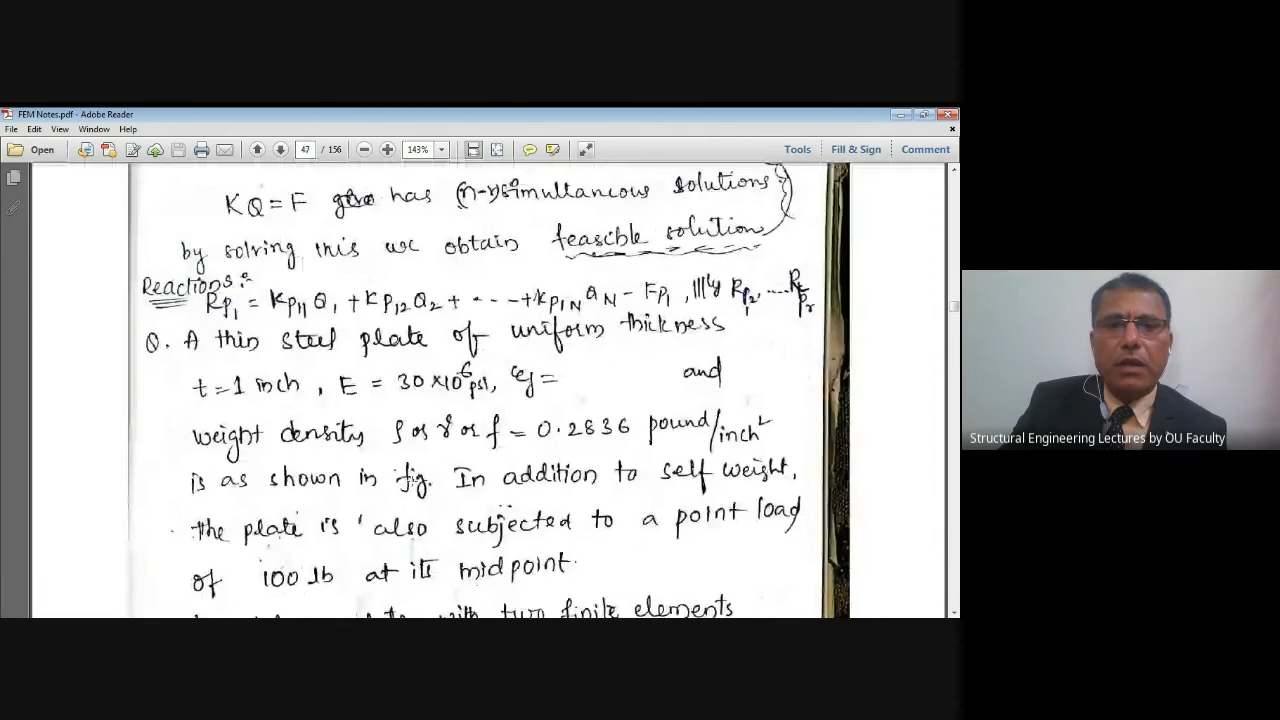 FEM Notes.pdf - Adobe Reader
File Edit View Window Help
Open 47 / 156 143% Tools Fill & Sign Comment
KQ = F has (n-r) simultaneous solutions
by solving this we obtain feasible solution
Reactions :
Rp1 = Kp11 Q1 + Kp12 Q2 + - - - + Kp1N QN - Fp1, |||ly Rp2, .... Rpr
Q. A thin steel plate of uniform thickness
t = 1 inch, E = 30 × 10^6 psi, = and
weight density ρ or γ or f = 0.2836 pound/inch²
is as shown in fig. In addition to self weight,
the plate is also subjected to a point load
of 100 lb at its midpoint.
with two finite elements
Structural Engineering Lectures by OU Faculty